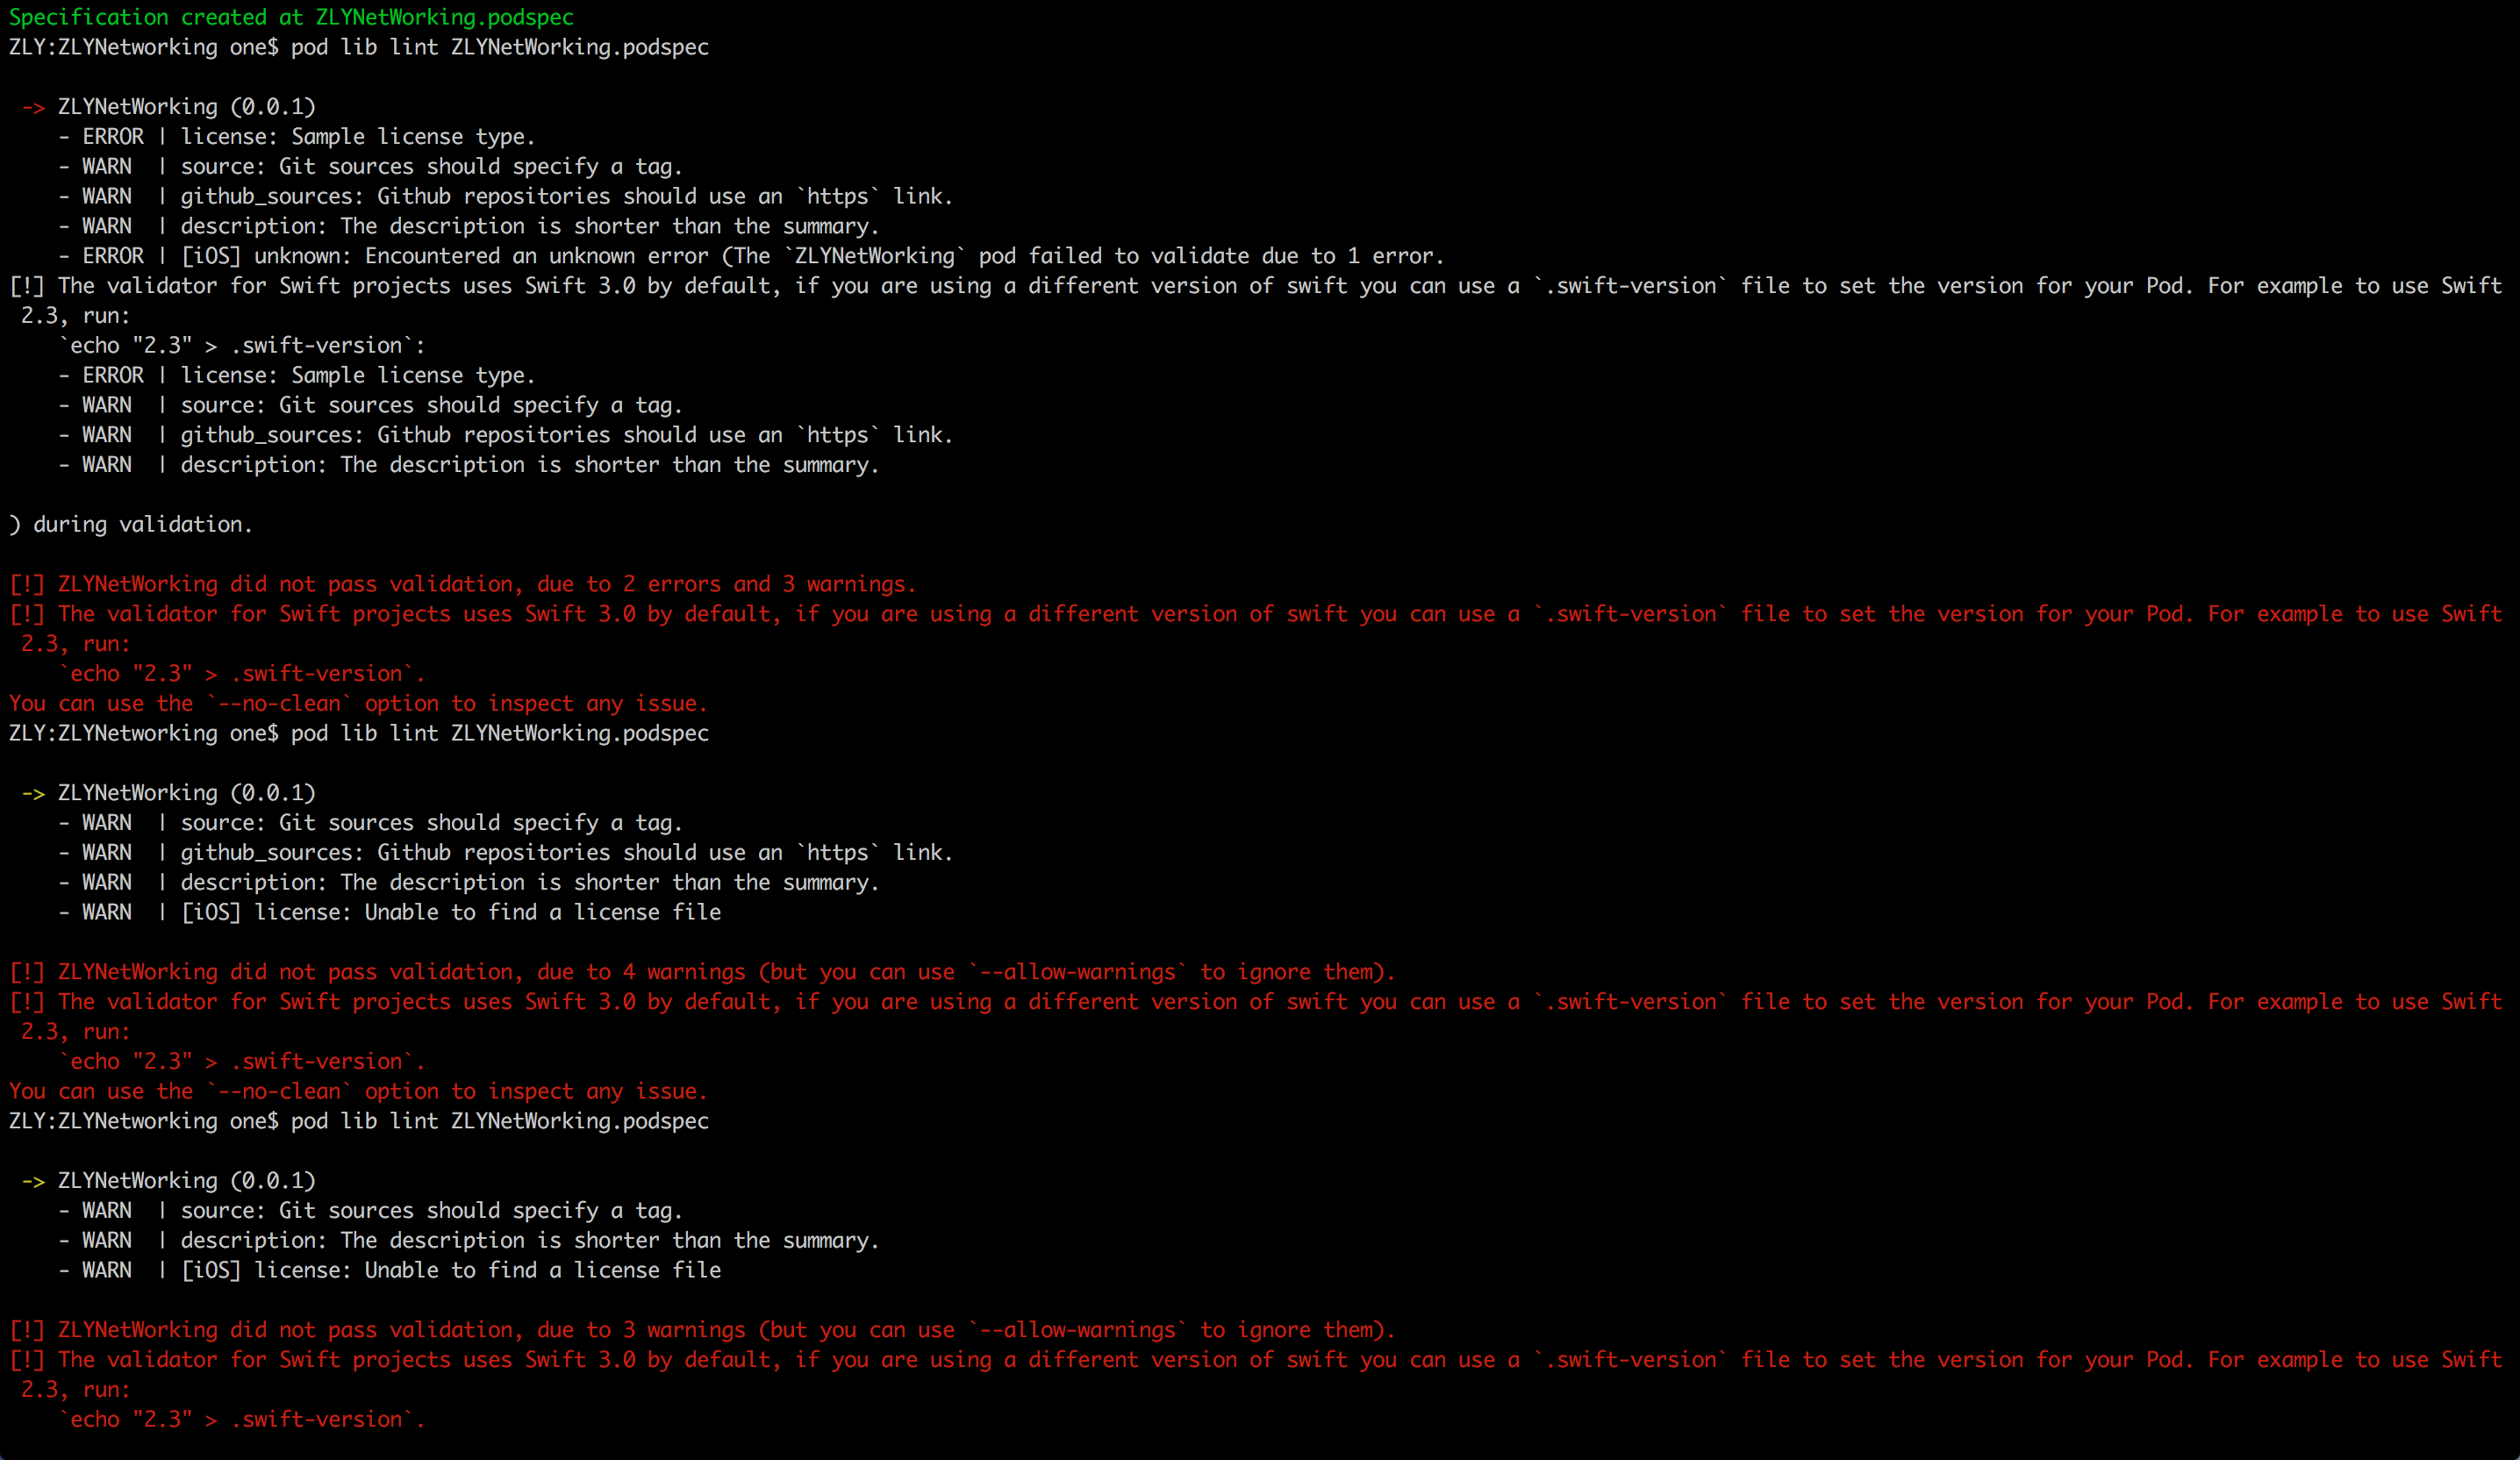 Specification created at ZLYNetWorking.podspec
ZLY:ZLYNetworking one$ pod lib lint ZLYNetWorking.podspec
-> ZLYNetWorking (0.0.1)
- ERROR | license: Sample license type.
- WARN  | source: Git sources should specify a tag.
- WARN  | github_sources: Github repositories should use an `https` link.
- WARN  | description: The description is shorter than the summary.
- ERROR | [iOS] unknown: Encountered an unknown error (The `ZLYNetWorking` pod failed to validate due to 1 error.
[!] The validator for Swift projects uses Swift 3.0 by default, if you are using a different version of swift you can use a `.swift-version` file to set the version for your Pod. For example to use Swift
2.3, run:
`echo "2.3" > .swift-version`:
- ERROR | license: Sample license type.
- WARN  | source: Git sources should specify a tag.
- WARN  | github_sources: Github repositories should use an `https` link.
- WARN  | description: The description is shorter than the summary.
) during validation.
[!] ZLYNetWorking did not pass validation, due to 2 errors and 3 warnings.
[!] The validator for Swift projects uses Swift 3.0 by default, if you are using a different version of swift you can use a `.swift-version` file to set the version for your Pod. For example to use Swift
2.3, run:
`echo "2.3" > .swift-version`.
You can use the `--no-clean` option to inspect any issue.
ZLY:ZLYNetworking one$ pod lib lint ZLYNetWorking.podspec
-> ZLYNetWorking (0.0.1)
- WARN  | source: Git sources should specify a tag.
- WARN  | github_sources: Github repositories should use an `https` link.
- WARN  | description: The description is shorter than the summary.
- WARN  | [iOS] license: Unable to find a license file
[!] ZLYNetWorking did not pass validation, due to 4 warnings (but you can use `--allow-warnings` to ignore them).
[!] The validator for Swift projects uses Swift 3.0 by default, if you are using a different version of swift you can use a `.swift-version` file to set the version for your Pod. For example to use Swift
2.3, run:
`echo "2.3" > .swift-version`.
You can use the `--no-clean` option to inspect any issue.
ZLY:ZLYNetworking one$ pod lib lint ZLYNetWorking.podspec
-> ZLYNetWorking (0.0.1)
- WARN  | source: Git sources should specify a tag.
- WARN  | description: The description is shorter than the summary.
- WARN  | [iOS] license: Unable to find a license file
[!] ZLYNetWorking did not pass validation, due to 3 warnings (but you can use `--allow-warnings` to ignore them).
[!] The validator for Swift projects uses Swift 3.0 by default, if you are using a different version of swift you can use a `.swift-version` file to set the version for your Pod. For example to use Swift
2.3, run:
`echo "2.3" > .swift-version`.